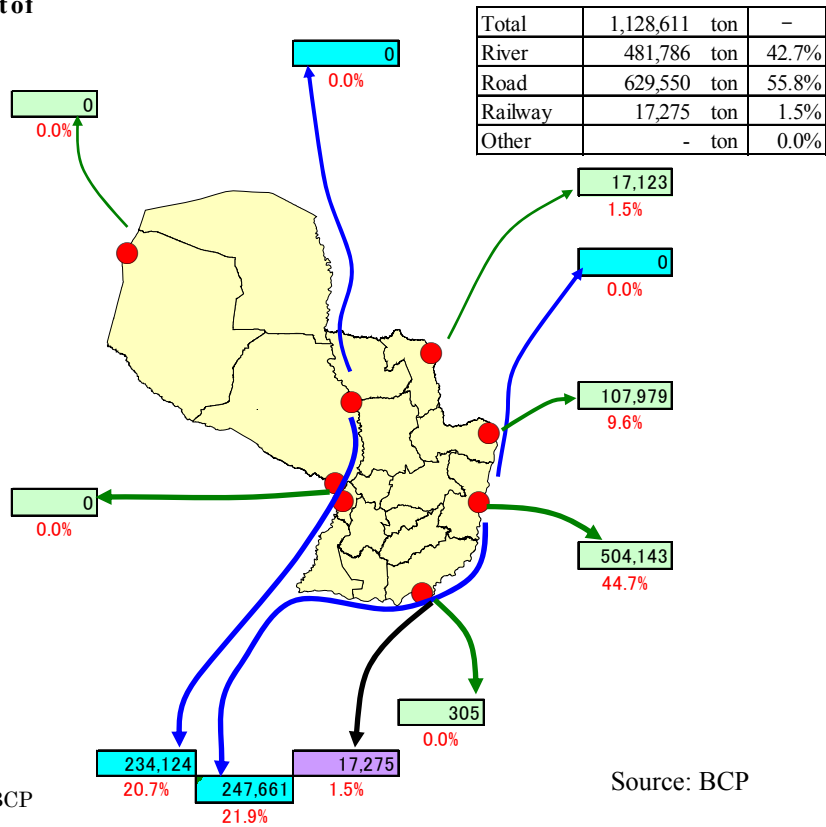 t of
Total 1,128,611 ton –
River 481,786 ton 42.7%
Road 629,550 ton 55.8%
Railway 17,275 ton 1.5%
Other - ton 0.0%
0
0.0%
0
0.0%
17,123
1.5%
0
0.0%
107,979
9.6%
0
0.0%
504,143
44.7%
305
0.0%
234,124
20.7%
247,661
21.9%
17,275
1.5%
Source: BCP
BCP